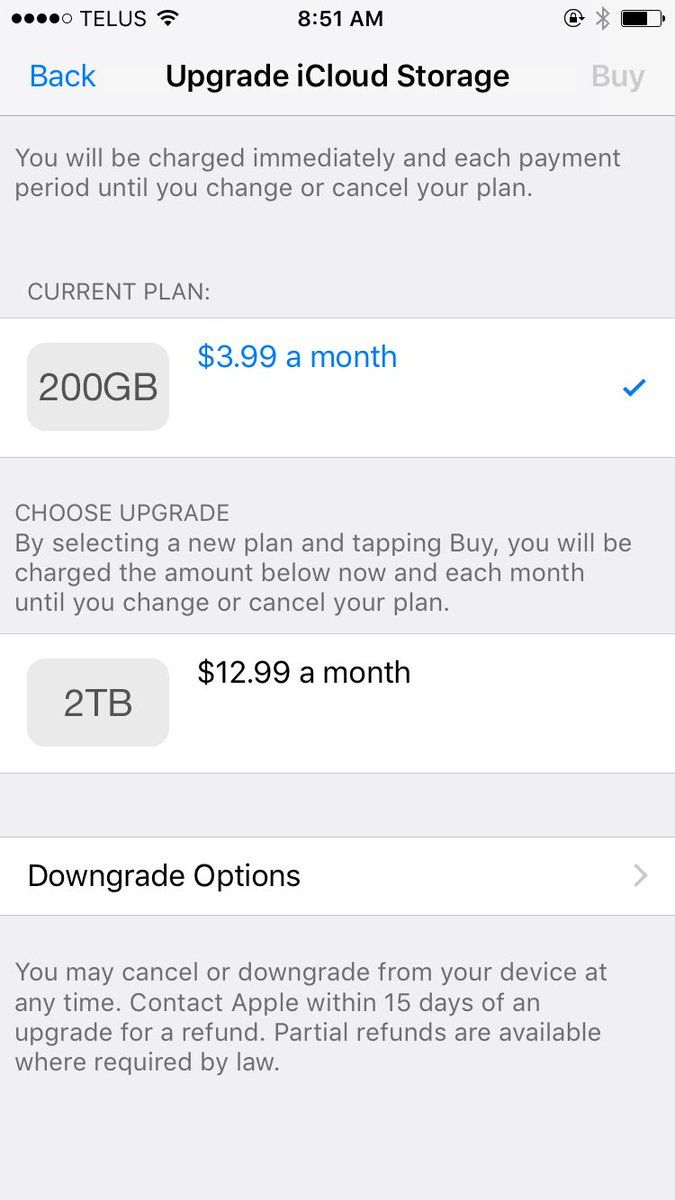 TELUS 8:51 AM
Back Upgrade iCloud Storage Buy
You will be charged immediately and each payment
period until you change or cancel your plan.
CURRENT PLAN:
200GB $3.99 a month
CHOOSE UPGRADE
By selecting a new plan and tapping Buy, you will be
charged the amount below now and each month
until you change or cancel your plan.
2TB $12.99 a month
Downgrade Options
You may cancel or downgrade from your device at
any time. Contact Apple within 15 days of an
upgrade for a refund. Partial refunds are available
where required by law.